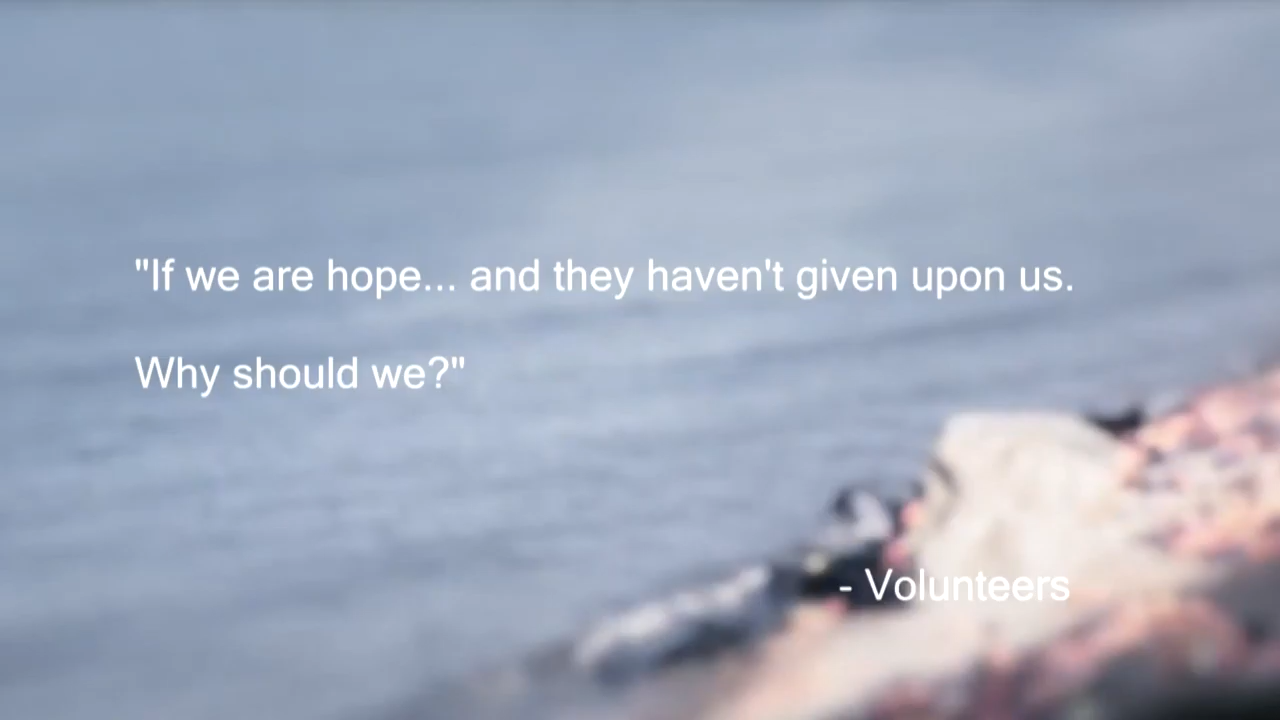 "If we are hope... and they haven't given upon us.
Why should we?"
- Volunteers